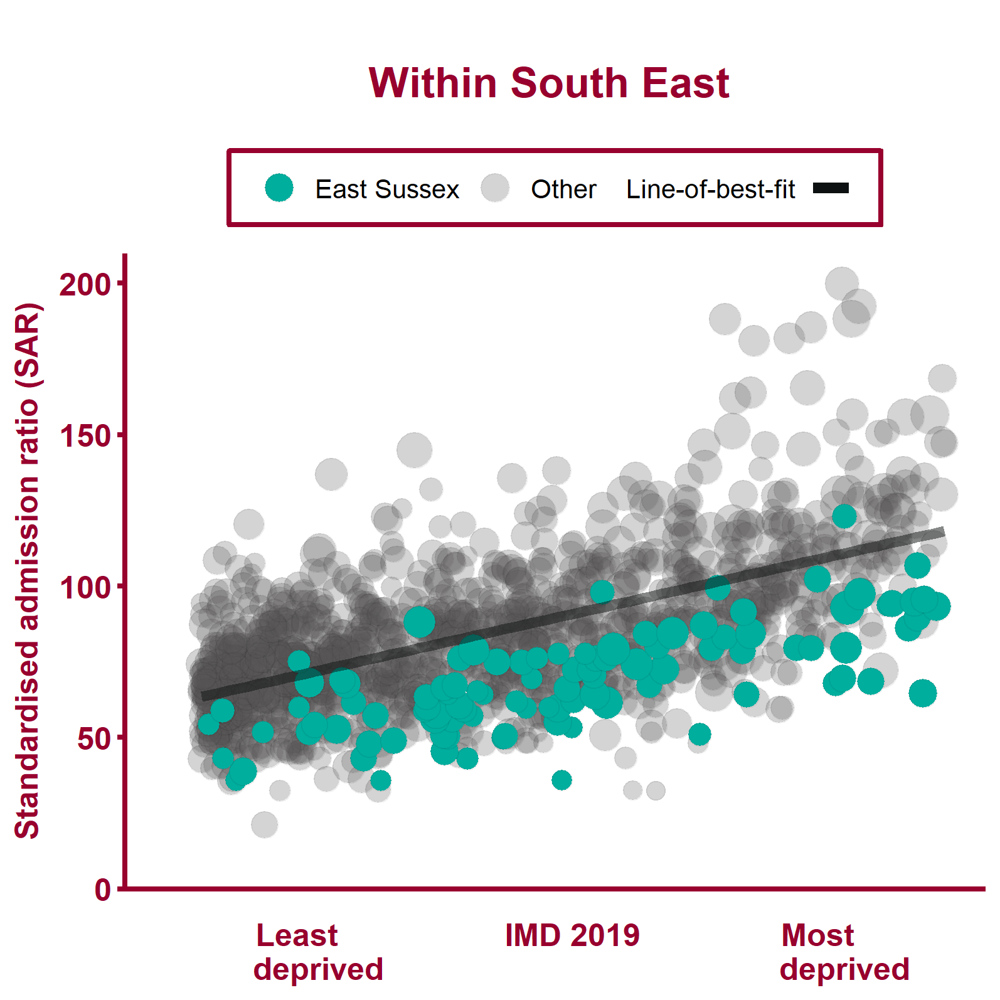 Within South East
East Sussex
Other
Line-of-best-fit
Standardised admission ratio (SAR)
200
150
100
50
0
Least
deprived
IMD 2019
Most
deprived